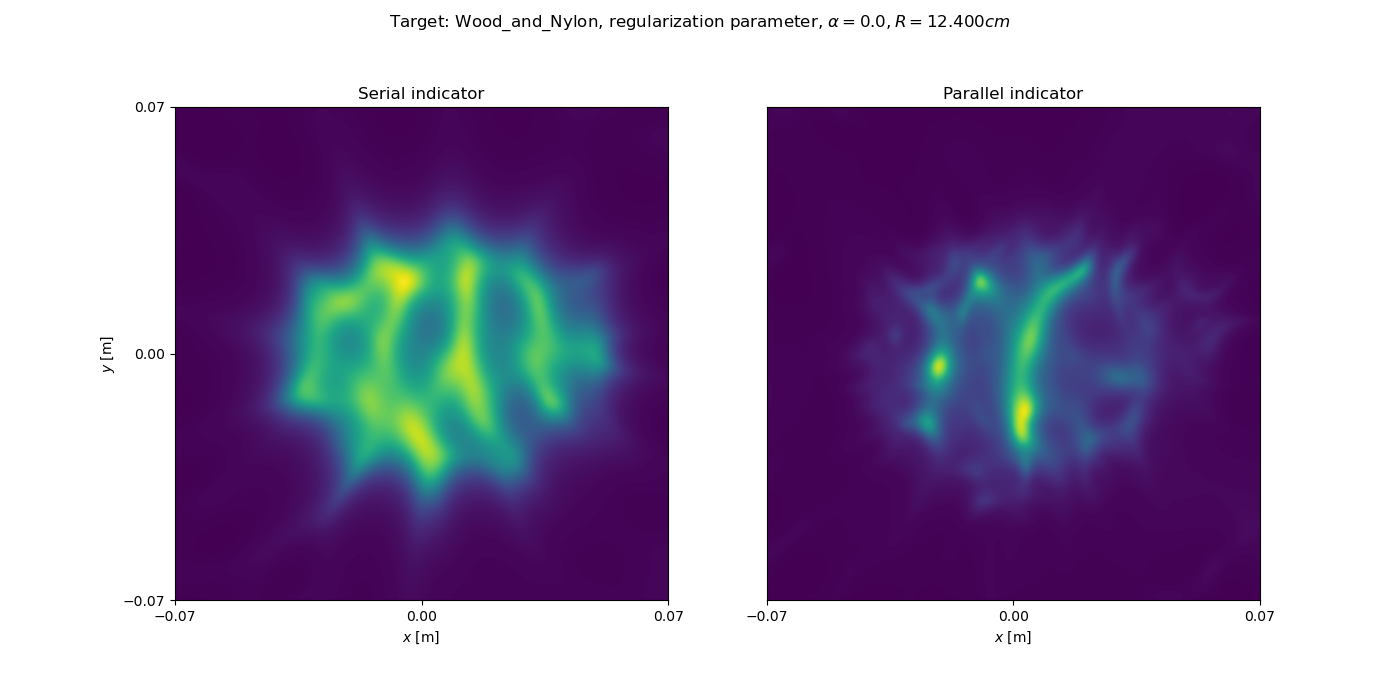 Target: Wood_and_Nylon, regularization parameter, α = 0.0, R = 12.400cm
Serial indicator
Parallel indicator
0.07
0.00
−0.07
y [m]
−0.07
0.00
0.07
x [m]
−0.07
0.00
0.07
x [m]